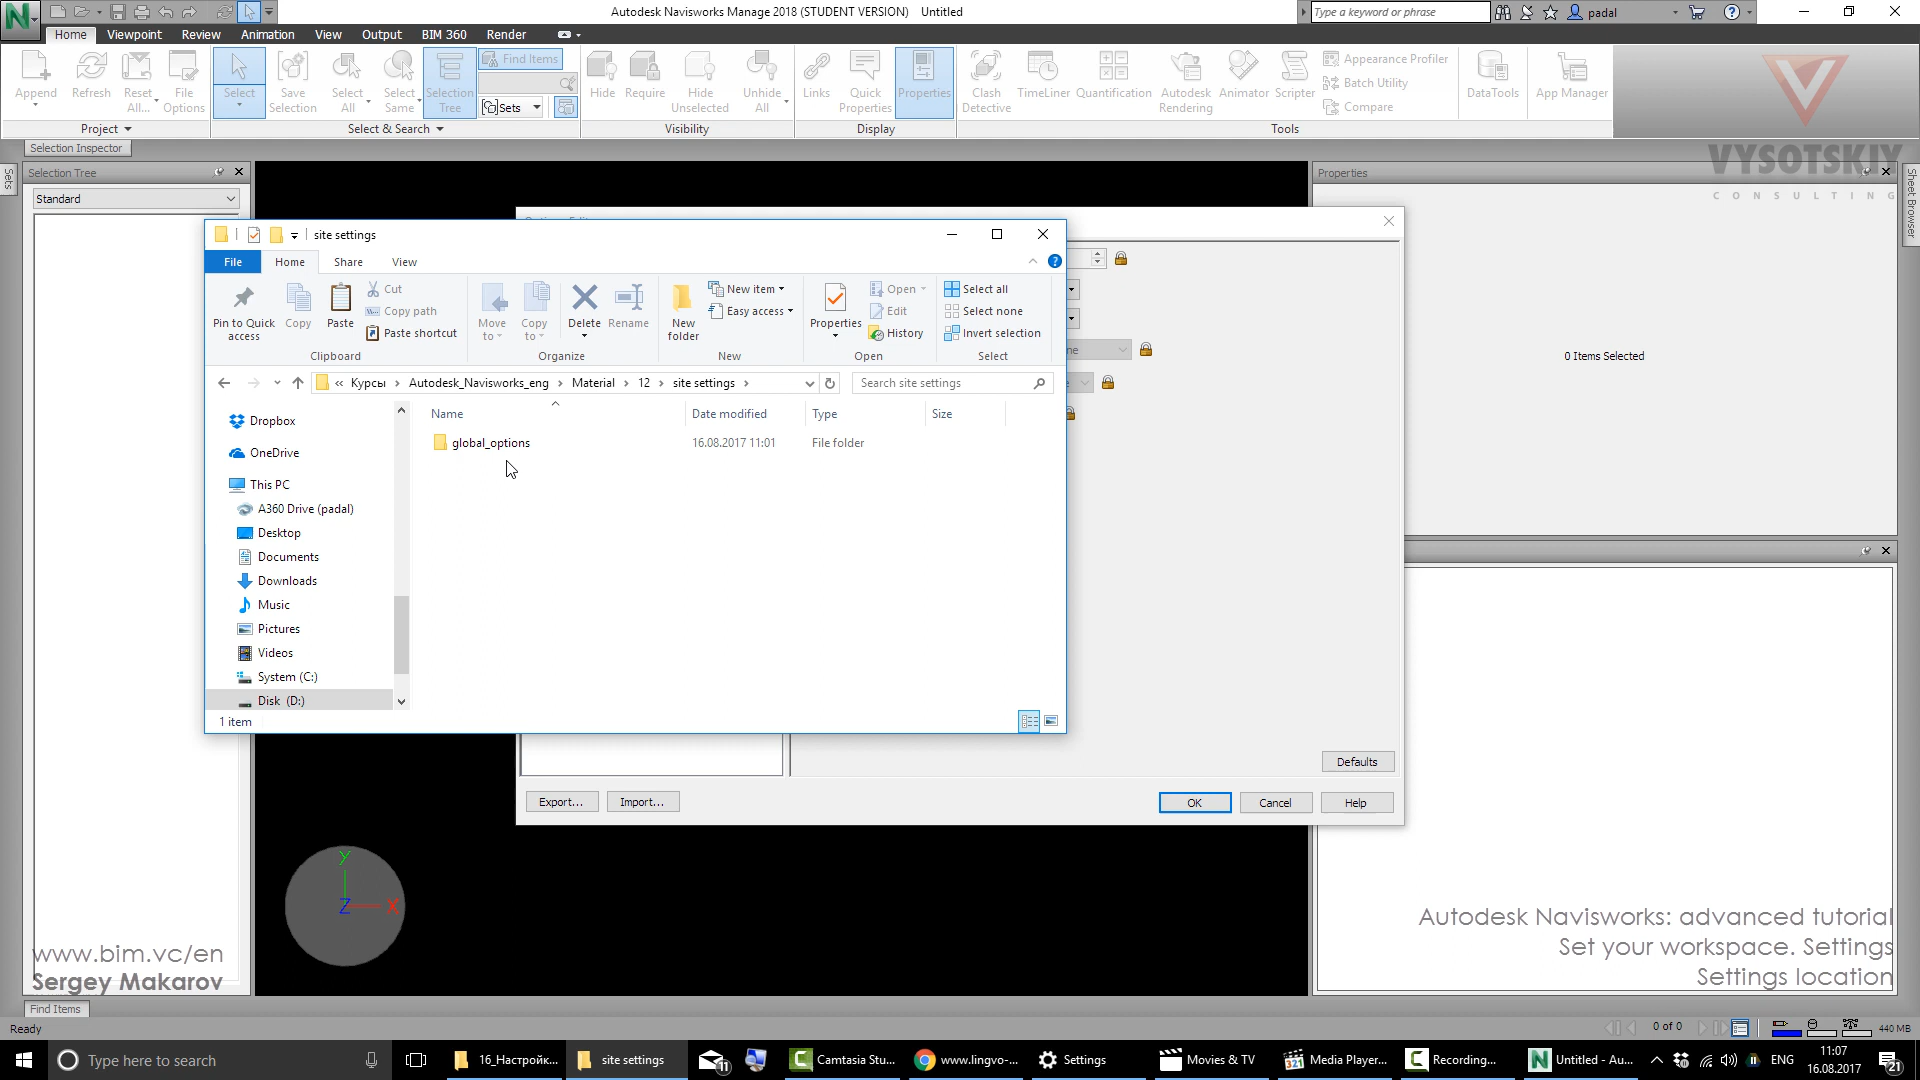 Autodesk Navisworks Manage 2018 (STUDENT VERSION) Untitled
Type a keyword or phrase
padal
Home Viewpoint Review Animation View Output BIM 360 Render
Append Refresh Reset All... File Options
Select Save Selection Select All Select Same Selection Tree Find Items Sets
Hide Require Hide Unselected Unhide All
Links Quick Properties Properties
Clash Detective TimeLiner Quantification Autodesk Rendering Animator Scripter Appearance Profiler Batch Utility Compare DataTools App Manager
Project Select & Search Visibility Display Tools
VYSOTSKIY
CONSULTING
Selection Inspector
Sets
Selection Tree
Standard
Properties
Sheet Browser
0 Items Selected
site settings
File Home Share View
Pin to Quick access Copy Paste Cut Copy path Paste shortcut
Move to Copy to Delete Rename
New folder New item Easy access
Properties Open Edit History
Select all Select none Invert selection
Clipboard Organize New Open Select
« Курсы › Autodesk_Navisworks_eng › Material › 12 › site settings ›
Search site settings
Name Date modified Type Size
global_options 16.08.2017 11:01 File folder
Dropbox
OneDrive
This PC
A360 Drive (padal)
Desktop
Documents
Downloads
Music
Pictures
Videos
System (C:)
Disk (D:)
1 item
Defaults
Export... Import... OK Cancel Help
Y
Z X
www.bim.vc/en
Sergey Makarov
Autodesk Navisworks: advanced tutorial
Set your workspace. Settings
Settings location
Find Items
Ready
0 of 0
440 MB
Type here to search
16_Настройк...
site settings
11
Camtasia Stu...
www.lingvo-...
Settings
Movies & TV
Media Player...
Recording...
Untitled - Au...
ENG
11:07
16.08.2017
21